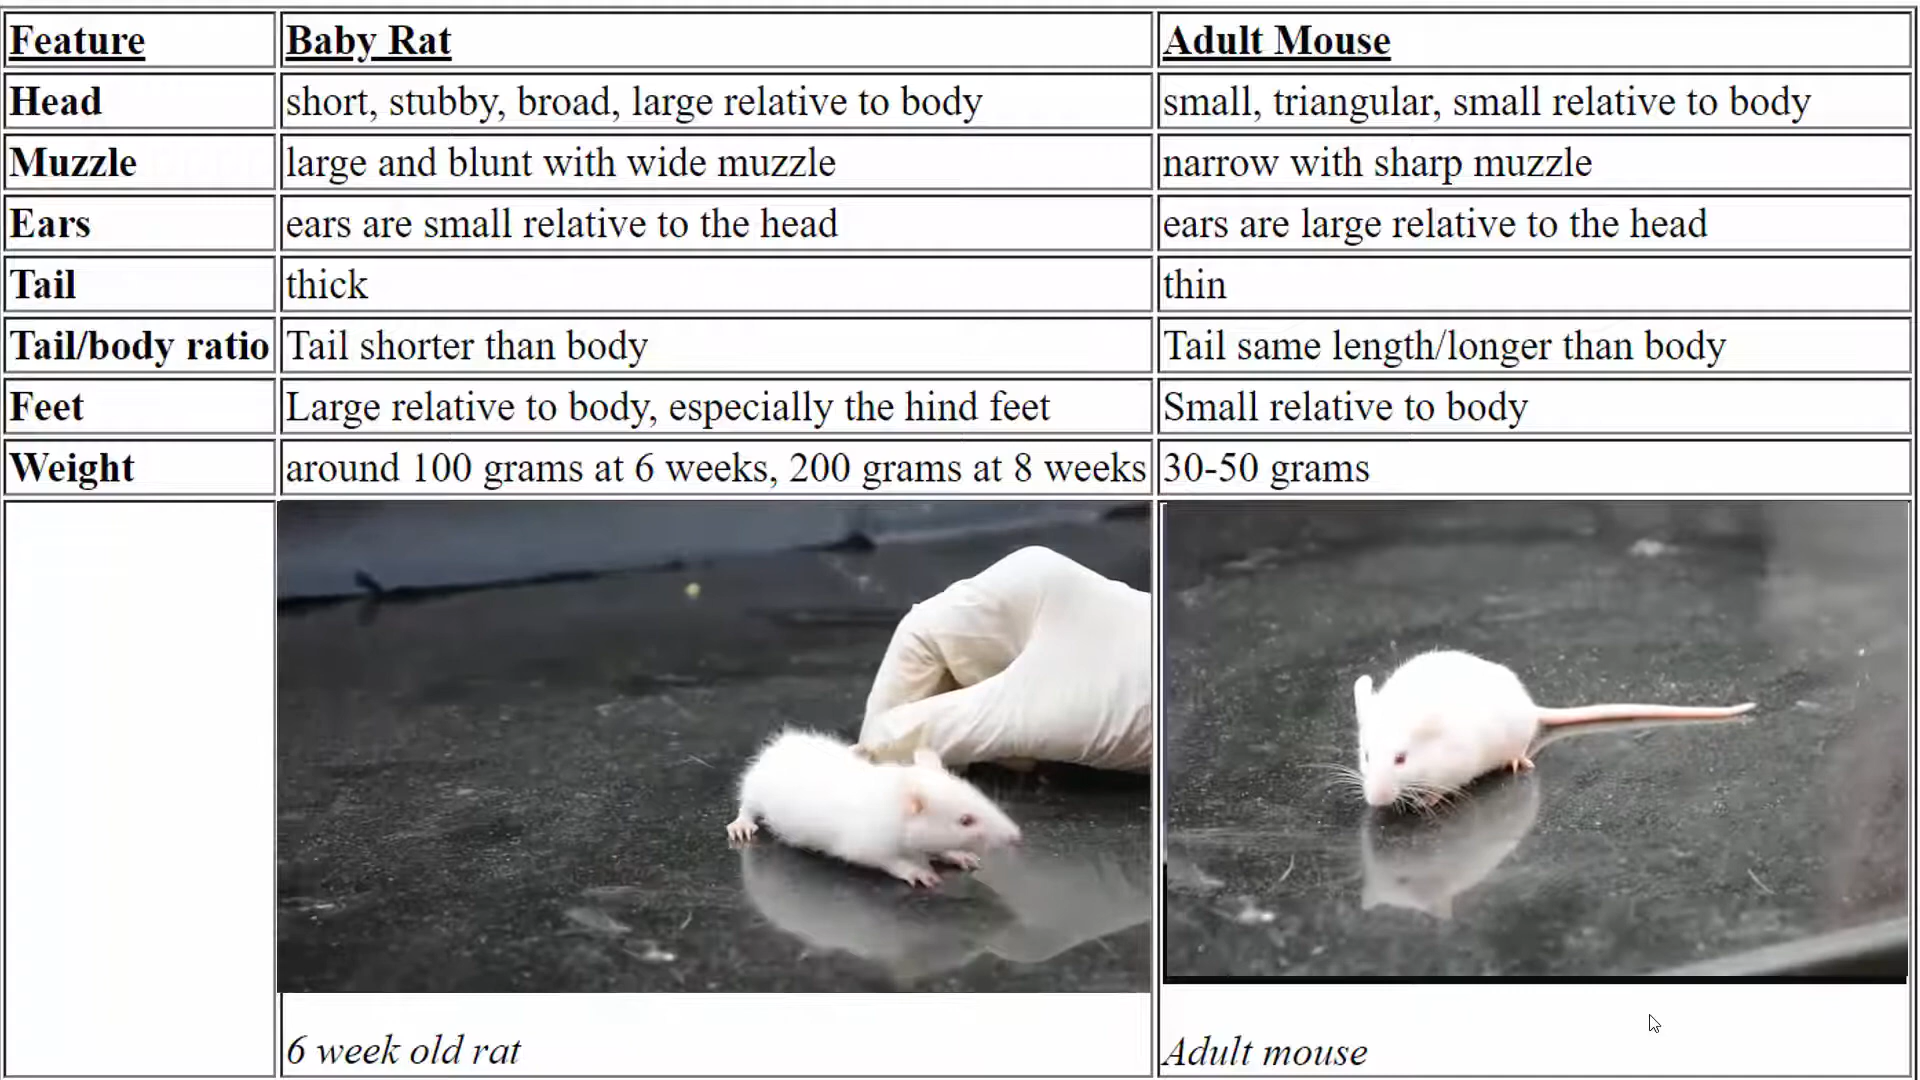 Feature Baby Rat Adult Mouse
Head short, stubby, broad, large relative to body small, triangular, small relative to body
Muzzle large and blunt with wide muzzle narrow with sharp muzzle
Ears ears are small relative to the head ears are large relative to the head
Tail thick thin
Tail/body ratio Tail shorter than body Tail same length/longer than body
Feet Large relative to body, especially the hind feet Small relative to body
Weight around 100 grams at 6 weeks, 200 grams at 8 weeks 30-50 grams
6 week old rat Adult mouse